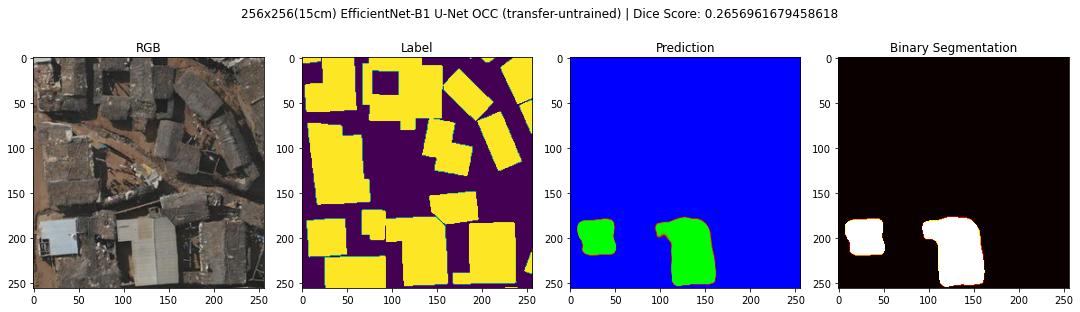 256x256(15cm) EfficientNet-B1 U-Net OCC (transfer-untrained) | Dice Score: 0.2656961679458618
RGB
Label
Prediction
Binary Segmentation
0 0 0 0
50 50 50 50
100 100 100 100
150 150 150 150
200 200 200 200
250 250 250 250
0 50 100 150 200 250 0 50 100 150 200 250 0 50 100 150 200 250 0 50 100 150 200 250